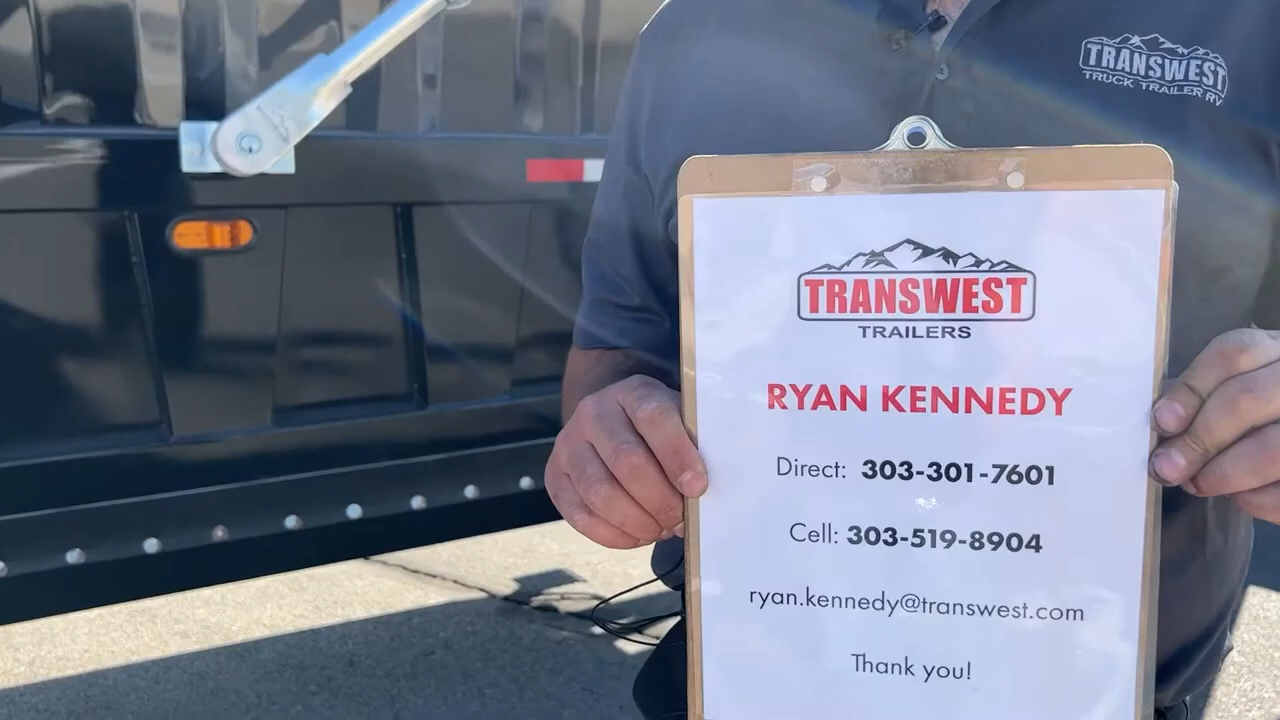 TRANSWEST
TRUCK TRAILER RV
TRANSWEST
TRAILERS
RYAN KENNEDY
Direct: 303-301-7601
Cell: 303-519-8904
ryan.kennedy@transwest.com
Thank you!